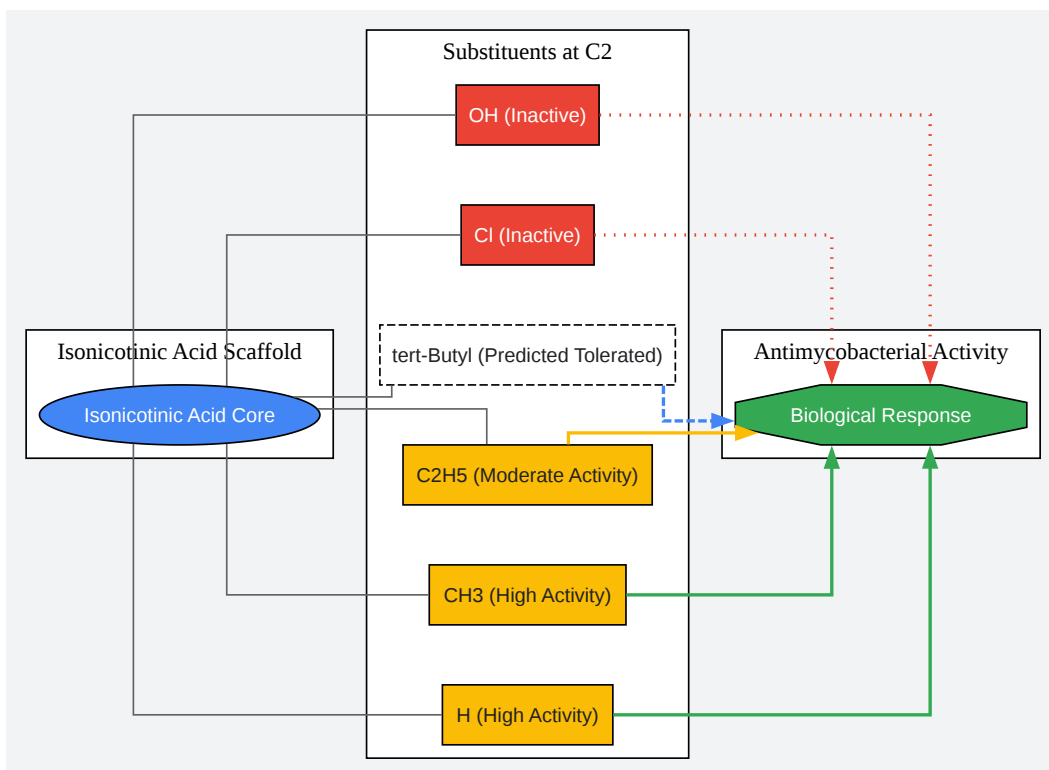 Substituents at C2
OH (Inactive)
Cl (Inactive)
Isonicotinic Acid Scaffold
tert-Butyl (Predicted Tolerated)
Antimycobacterial Activity
Isonicotinic Acid Core
Biological Response
C2H5 (Moderate Activity)
CH3 (High Activity)
H (High Activity)